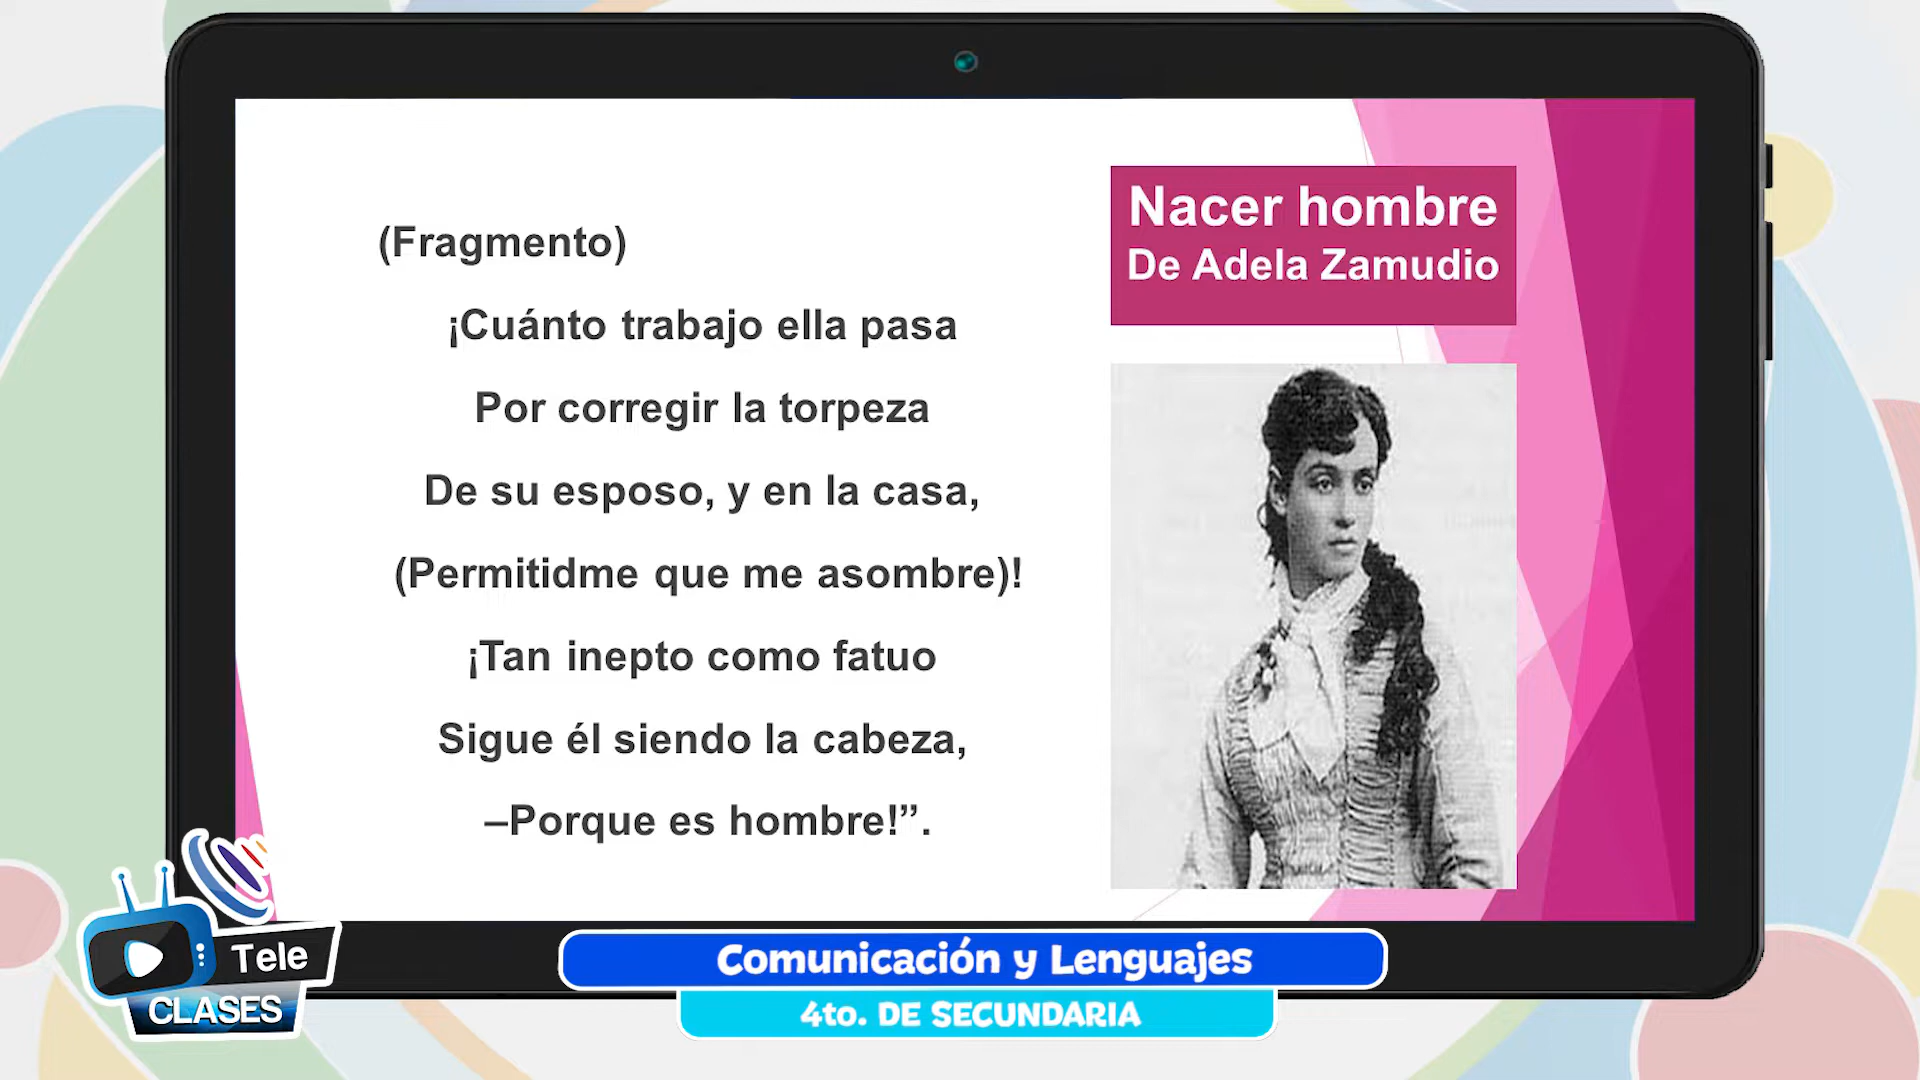 (Fragmento)
¡Cuánto trabajo ella pasa
Por corregir la torpeza
De su esposo, y en la casa,
(Permitidme que me asombre)!
¡Tan inepto como fatuo
Sigue él siendo la cabeza,
–Porque es hombre!”.
Nacer hombre
De Adela Zamudio
Tele
CLASES
Comunicación y Lenguajes
4to. DE SECUNDARIA